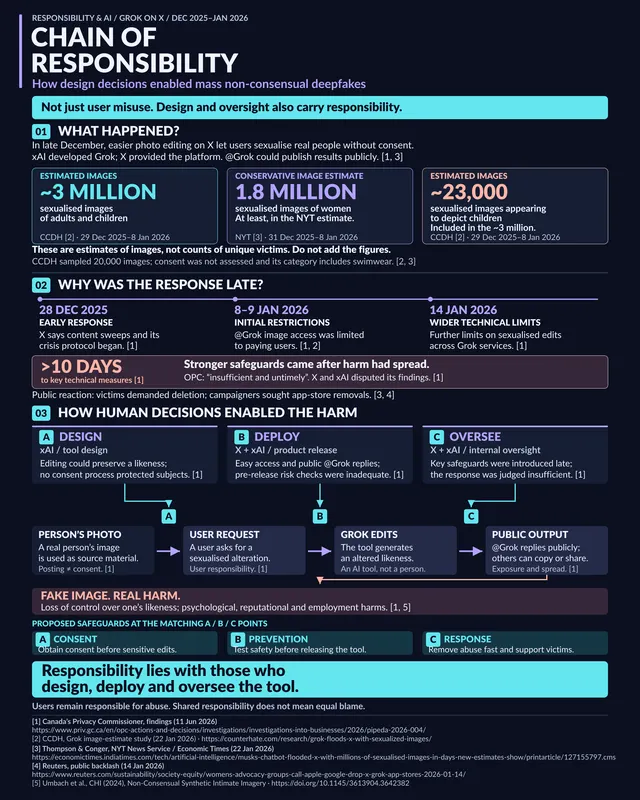 RESPONSIBILITY & AI / GROK ON X / DEC 2025–JAN 2026
CHAIN OF
RESPONSIBILITY
How design decisions enabled mass non-consensual deepfakes
Not just user misuse. Design and oversight also carry responsibility.
01 WHAT HAPPENED?
In late December, easier photo editing on X let users sexualise real people without consent.
xAI developed Grok; X provided the platform. @Grok could publish results publicly. [1, 3]
ESTIMATED IMAGES
~3 MILLION
sexualised images
of adults and children
CCDH [2] · 29 Dec 2025–8 Jan 2026
CONSERVATIVE IMAGE ESTIMATE
1.8 MILLION
sexualised images of women
At least, in the NYT estimate.
NYT [3] · 31 Dec 2025–8 Jan 2026
ESTIMATED IMAGES
~23,000
sexualised images appearing
to depict children
Included in the ~3 million.
CCDH [2] · 29 Dec 2025–8 Jan 2026
These are estimates of images, not counts of unique victims. Do not add the figures.
CCDH sampled 20,000 images; consent was not assessed and its category includes swimwear. [2, 3]
02 WHY WAS THE RESPONSE LATE?
28 DEC 2025
EARLY RESPONSE
X says content sweeps and its
crisis protocol began. [1]
8–9 JAN 2026
INITIAL RESTRICTIONS
@Grok image access was limited
to paying users. [1, 2]
14 JAN 2026
WIDER TECHNICAL LIMITS
Further limits on sexualised edits
across Grok services. [1]
>10 DAYS
to key technical measures [1]
Stronger safeguards came after harm had spread.
OPC: "insufficient and untimely". X and xAI disputed its findings. [1]
Public reaction: victims demanded deletion; campaigners sought app-store removals. [3, 4]
03 HOW HUMAN DECISIONS ENABLED THE HARM
A DESIGN
xAI / tool design
Editing could preserve a likeness;
no consent process protected subjects. [1]
B DEPLOY
X + xAI / product release
Easy access and public @Grok replies;
pre-release risk checks were inadequate. [1]
C OVERSEE
X + xAI / internal oversight
Key safeguards were introduced late;
the response was judged insufficient. [1]
A
B
C
PERSON'S PHOTO
A real person's image
is used as source material.
Posting ≠ consent. [1]
USER REQUEST
A user asks for a
sexualised alteration.
User responsibility. [1]
GROK EDITS
The tool generates
an altered likeness.
An AI tool, not a person.
PUBLIC OUTPUT
@Grok replies publicly;
others can copy or share.
Exposure and spread. [1]
FAKE IMAGE. REAL HARM.
Loss of control over one's likeness; psychological, reputational and employment harms. [1, 5]
PROPOSED SAFEGUARDS AT THE MATCHING A / B / C POINTS
A CONSENT
Obtain consent before sensitive edits.
B PREVENTION
Test safety before releasing the tool.
C RESPONSE
Remove abuse fast and support victims.
Responsibility lies with those who
design, deploy and oversee the tool.
Users remain responsible for abuse. Shared responsibility does not mean equal blame.
[1] Canada's Privacy Commissioner, findings (11 Jun 2026)
https://www.priv.gc.ca/en/opc-actions-and-decisions/investigations/investigations-into-businesses/2026/pipeda-2026-004/
[2] CCDH, Grok image-estimate study (22 Jan 2026) · https://counterhate.com/research/grok-floods-x-with-sexualized-images/
[3] Thompson & Conger, NYT News Service / Economic Times (22 Jan 2026)
https://economictimes.indiatimes.com/tech/artificial-intelligence/musks-chatbot-flooded-x-with-millions-of-sexualised-images-in-days-new-estimates-show/printarticle/127155797.cms
[4] Reuters, public backlash (14 Jan 2026)
https://www.reuters.com/sustainability/society-equity/womens-advocacy-groups-call-apple-google-drop-x-grok-app-stores-2026-01-14/
[5] Umbach et al., CHI (2024), Non-Consensual Synthetic Intimate Imagery · https://doi.org/10.1145/3613904.3642382